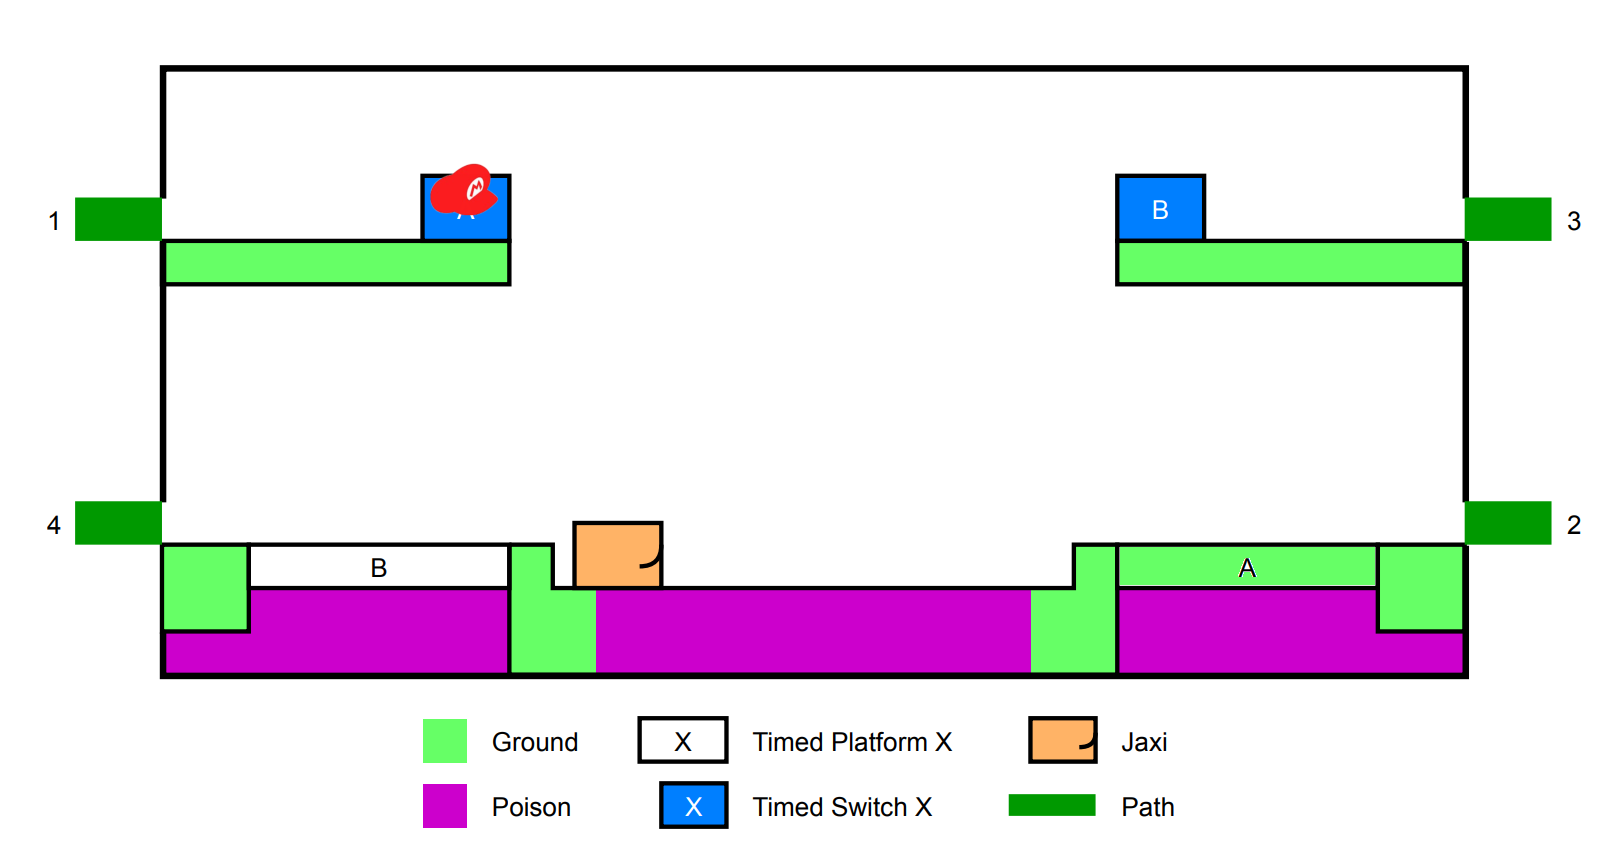 M
B
1
3
4
2
B
A
Ground
X
Timed Platform X
Jaxi
Poison
X
Timed Switch X
Path